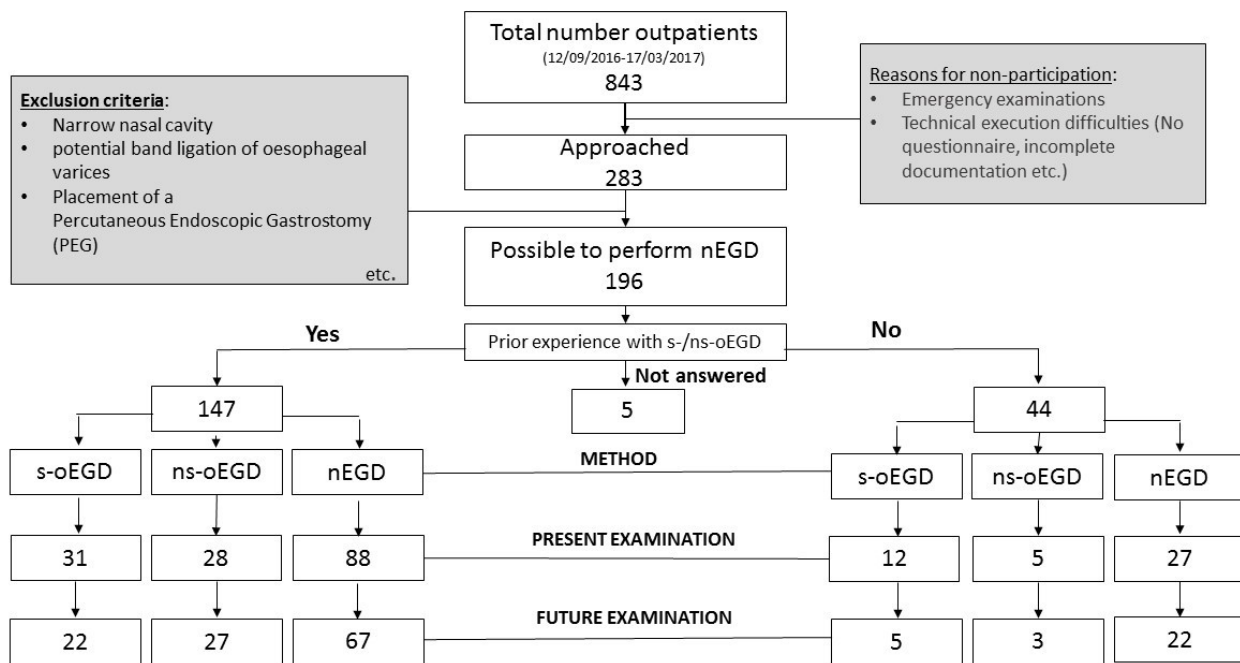 Total number outpatients
(12/09/2016-17/03/2017)
843
Exclusion criteria:
• Narrow nasal cavity
• potential band ligation of oesophageal
varices
• Placement of a
Percutaneous Endoscopic Gastrostomy
(PEG)
etc.
Reasons for non-participation:
• Emergency examinations
• Technical execution difficulties (No
questionnaire, incomplete
documentation etc.)
Approached
283
Possible to perform nEGD
196
Yes
Prior experience with s-/ns-oEGD
No
Not answered
147
5
44
s-oEGD
ns-oEGD
nEGD
METHOD
s-oEGD
ns-oEGD
nEGD
31
28
88
PRESENT EXAMINATION
12
5
27
22
27
67
FUTURE EXAMINATION
5
3
22